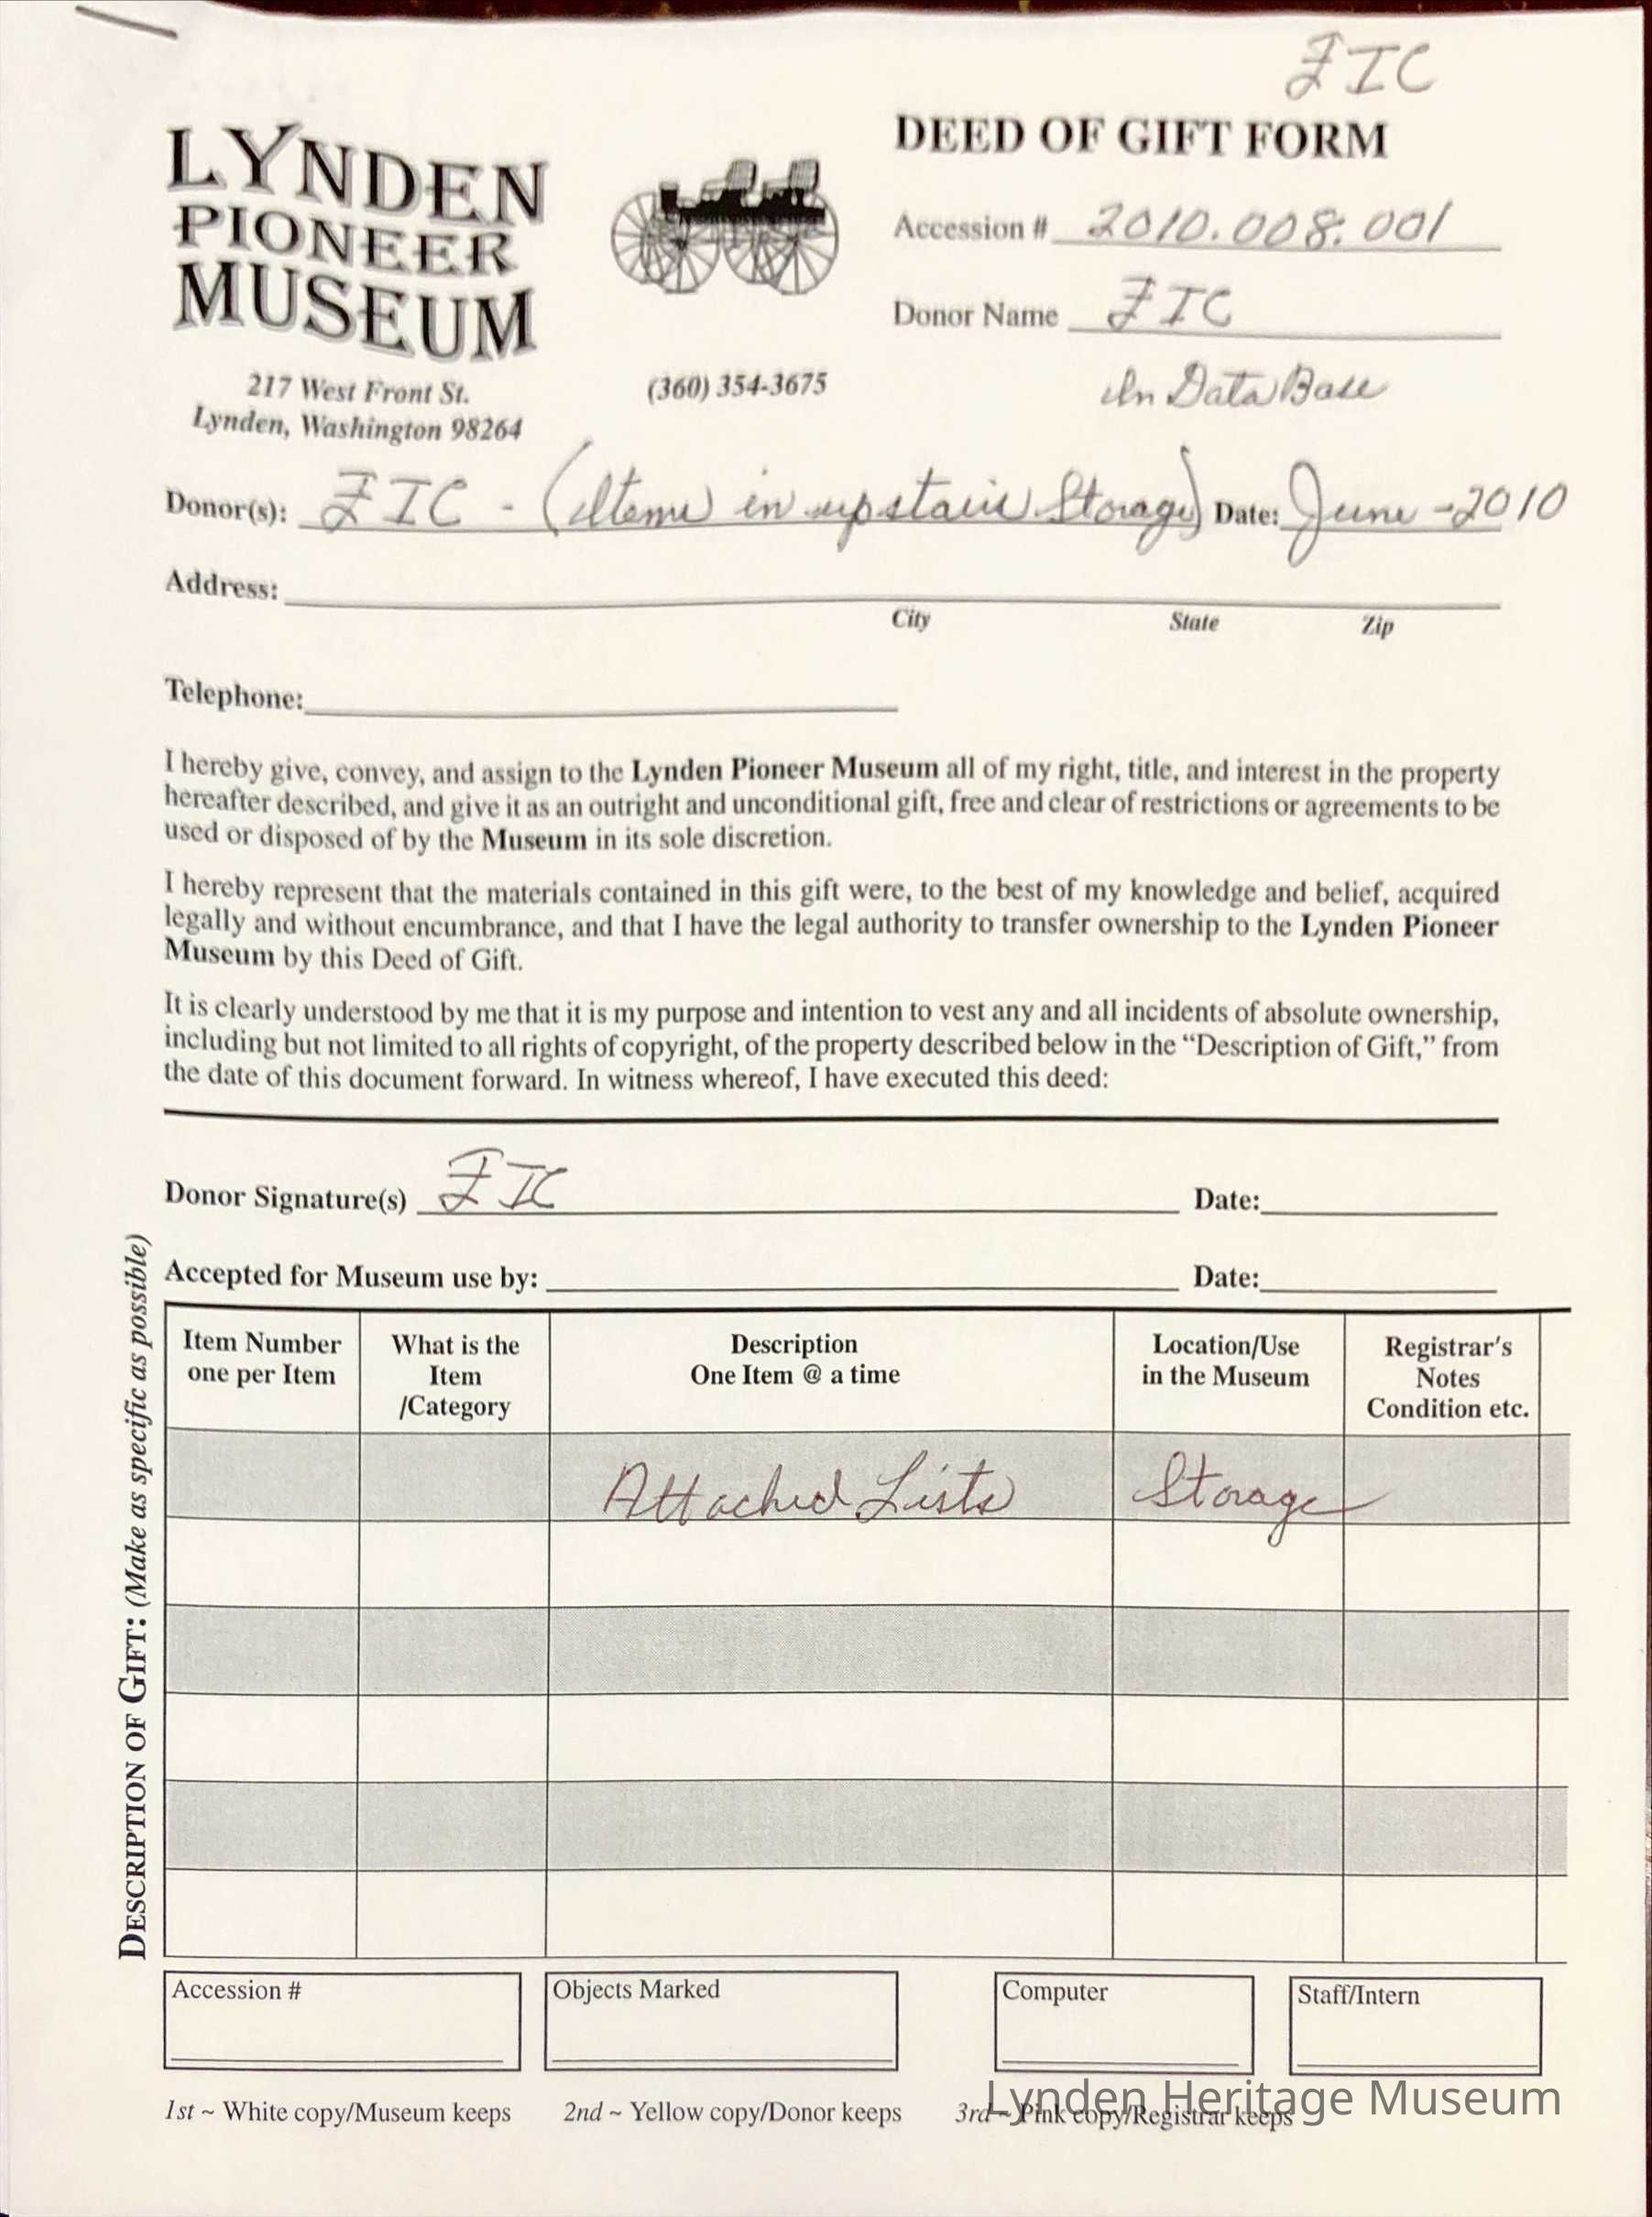 FIC
LYNDEN
PIONEER
MUSEUM
217 West Front St.
Lynden, Washington 98264
(360) 354-3675
DEED OF GIFT FORM
Accession # 2010.008.001
Donor Name FIC
In Data Base
Donor(s): FIC - (Items in upstairs Storage) Date: June -2010
Address:
City State Zip
Telephone:
I hereby give, convey, and assign to the Lynden Pioneer Museum all of my right, title, and interest in the property
hereafter described, and give it as an outright and unconditional gift, free and clear of restrictions or agreements to be
used or disposed of by the Museum in its sole discretion.
I hereby represent that the materials contained in this gift were, to the best of my knowledge and belief, acquired
legally and without encumbrance, and that I have the legal authority to transfer ownership to the Lynden Pioneer
Museum by this Deed of Gift.
It is clearly understood by me that it is my purpose and intention to vest any and all incidents of absolute ownership,
including but not limited to all rights of copyright, of the property described below in the “Description of Gift,” from
the date of this document forward. In witness whereof, I have executed this deed:
Donor Signature(s) FIC Date:
Accepted for Museum use by: Date:
DESCRIPTION OF GIFT: (Make as specific as possible)
Item Number
one per Item
What is the
Item
/Category
Description
One Item @ a time
Location/Use
in the Museum
Registrar's
Notes
Condition etc.
Attached Lists Storage
Accession # Objects Marked Computer Staff/Intern
1st ~ White copy/Museum keeps 2nd ~ Yellow copy/Donor keeps 3rd ~ Pink copy/Registrar keeps
Lynden Heritage Museum